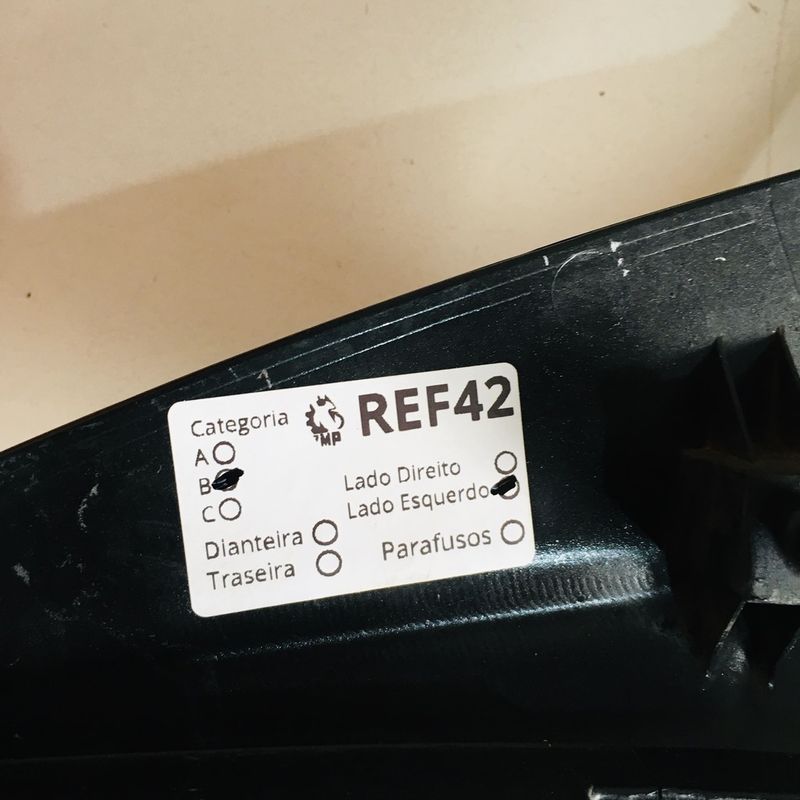 Categoria
A
B
C
Dianteira
Traseira
MP
REF42
Lado Direito
Lado Esquerdo
Parafusos